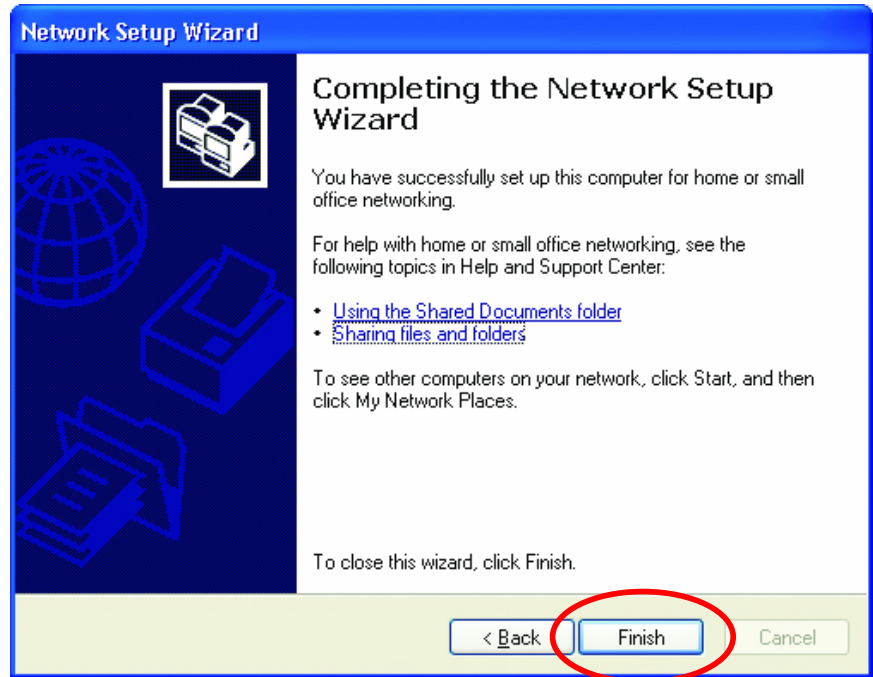 Network Setup Wizard
Completing the Network Setup
Wizard
You have successfully set up this computer for home or small
office networking.
For help with home or small office networking, see the
following topics in Help and Support Center:
• Using the Shared Documents folder
• Sharing files and folders
To see other computers on your network, click Start, and then
click My Network Places.
To close this wizard, click Finish.
< Back Finish Cancel